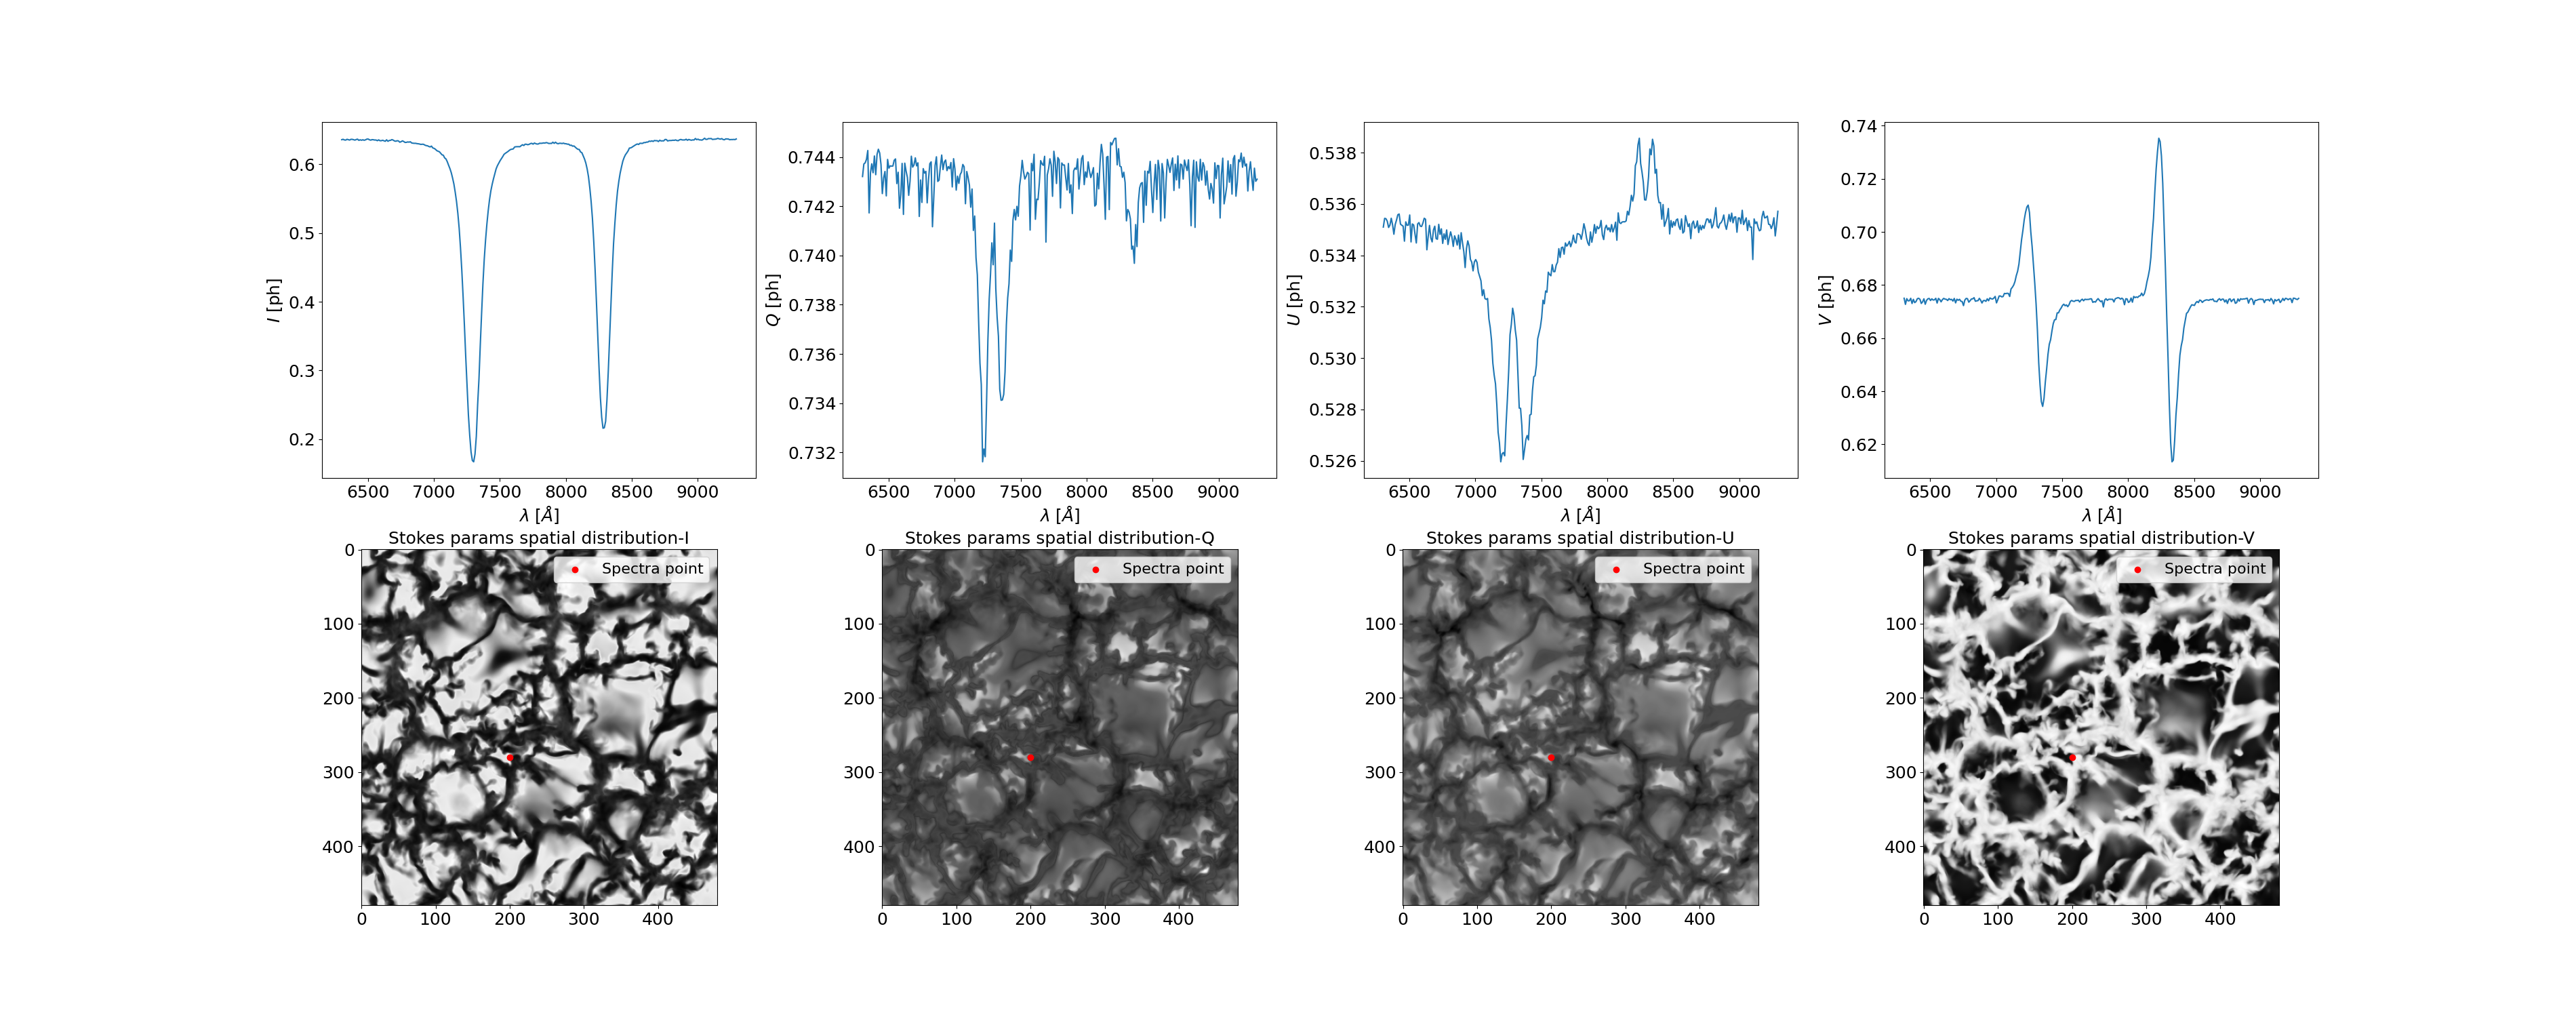 0.6
0.5
0.4
0.3
0.2
I [ph]
6500 7000 7500 8000 8500 9000
λ [Å]
0.744
0.742
0.740
0.738
0.736
0.734
0.732
Q [ph]
6500 7000 7500 8000 8500 9000
λ [Å]
0.538
0.536
0.534
0.532
0.530
0.528
0.526
U [ph]
6500 7000 7500 8000 8500 9000
λ [Å]
0.74
0.72
0.70
0.68
0.66
0.64
0.62
V [ph]
6500 7000 7500 8000 8500 9000
λ [Å]
Stokes params spatial distribution-I
Spectra point
0
100
200
300
400
0 100 200 300 400
Stokes params spatial distribution-Q
Spectra point
0
100
200
300
400
0 100 200 300 400
Stokes params spatial distribution-U
Spectra point
0
100
200
300
400
0 100 200 300 400
Stokes params spatial distribution-V
Spectra point
0
100
200
300
400
0 100 200 300 400